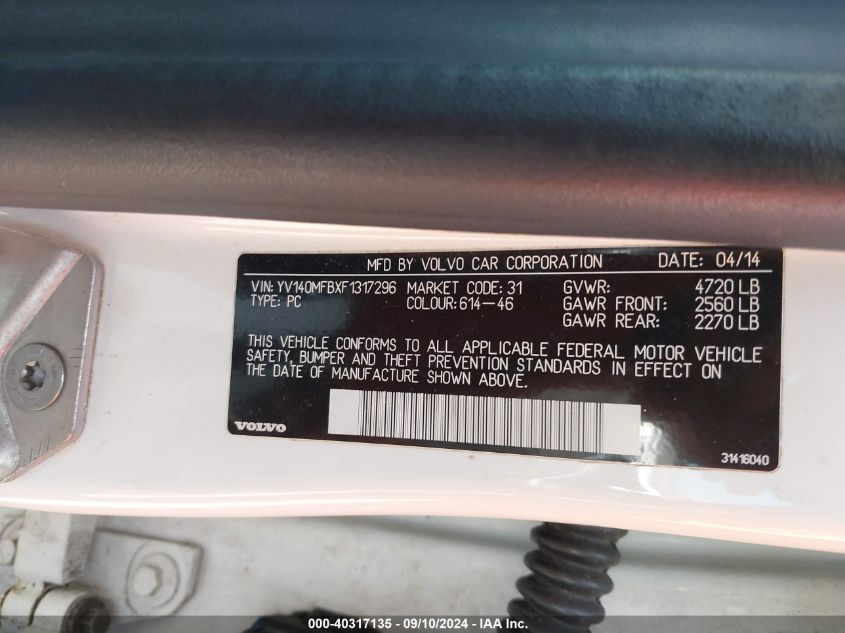 MFD BY VOLVO CAR CORPORATION DATE: 04/14
VIN: YV140MFBXF1317296 MARKET CODE: 31 GVWR: 4720 LB
TYPE: PC COLOUR: 614-46 GAWR FRONT: 2560 LB
GAWR REAR: 2270 LB
THIS VEHICLE CONFORMS TO ALL APPLICABLE FEDERAL MOTOR VEHICLE
SAFETY, BUMPER AND THEFT PREVENTION STANDARDS IN EFFECT ON
THE DATE OF MANUFACTURE SHOWN ABOVE.
VOLVO
31416040
000-40317135 - 09/10/2024 - IAA Inc.